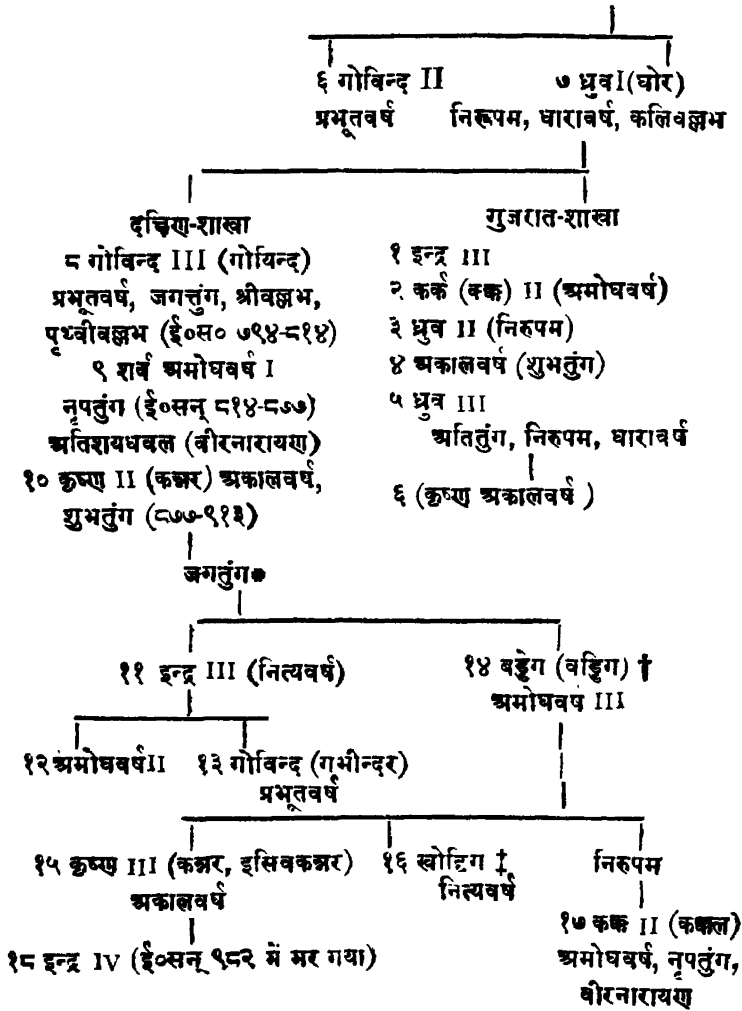 ६ गोविन्द II ७ ध्रुव I (घोर)
प्रभूतवर्ष निरूपम, धारावर्ष, कलिवल्लभ
दक्षिण-शाखा
८ गोविन्द III (गोयिन्द)
प्रभूतवर्ष, जगत्तुंग, श्रीवल्लभ,
पृथ्वीवल्लभ (ई०स० ७९४-८१४)
९ शर्व अमोघवर्ष I
नृपतुंग (ई०सन् ८१४-८७७)
अतिशयधवल (वीरनारायण)
१० कृष्ण II (कन्नर) अकालवर्ष,
शुभतुंग (८७७-९१३)
जगतुंग*
गुजरात-शाखा
१ इन्द्र III
२ कर्क (कक्क) II (अमोघवर्ष)
३ ध्रुव II (निरुपम)
४ अकालवर्ष (शुभतुंग)
५ ध्रुव III
अतितुंग, निरुपम, धारावर्ष
६ (कृष्ण अकालवर्ष )
११ इन्द्र III (नित्यवर्ष) १४ बड्डेग (वड्डिग) †
अमोघवर्ष III
१२ अमोघवर्ष II १३ गोविन्द (गभीन्दर)
प्रभूतवर्ष
१५ कृष्ण III (कन्नर, इसिवकन्नर) १६ खोट्टिग ‡ निरुपम
अकालवर्ष नित्यवर्ष
१७ कक्क II (कक्कल)
१८ इन्द्र IV (ई०सन् ९८२ में मर गया) अमोघवर्ष, नृपतुंग,
वीरनारायण